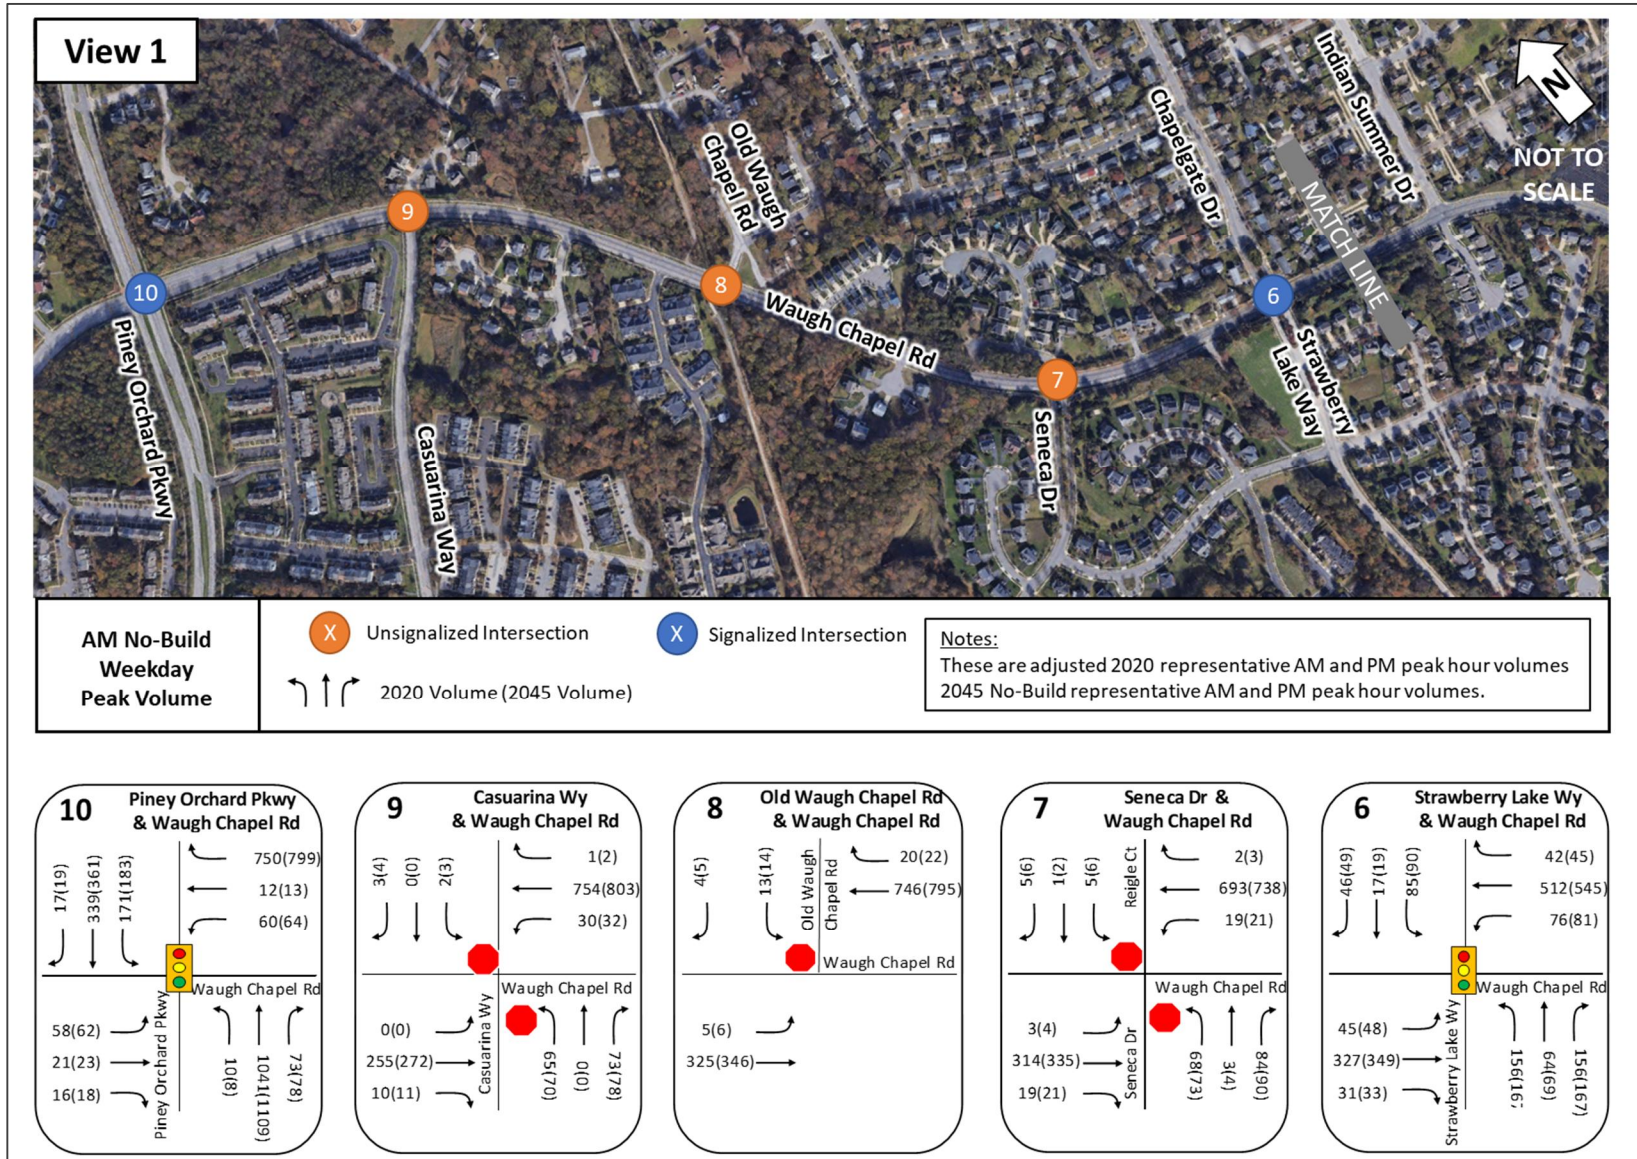 View 1
N
NOT TO
SCALE
Indian Summer Dr
Chapelgate Dr
MATCH LINE
Old Waugh
Chapel Rd
9
10
8
6
7
Waugh Chapel Rd
Strawberry
Lake Way
Piney Orchard Pkwy
Casuarina Way
Seneca Dr
AM No-Build
Weekday
Peak Volume
X Unsignalized Intersection
X Signalized Intersection
2020 Volume (2045 Volume)
Notes:
These are adjusted 2020 representative AM and PM peak hour volumes
2045 No-Build representative AM and PM peak hour volumes.
10
Piney Orchard Pkwy
& Waugh Chapel Rd
17(19)
339(361)
171(183)
750(799)
12(13)
60(64)
Waugh Chapel Rd
Piney Orchard Pkwy
58(62)
21(23)
16(18)
10(8)
1041(1109)
73(78)
9
Casuarina Wy
& Waugh Chapel Rd
3(4)
0(0)
2(3)
1(2)
754(803)
30(32)
Waugh Chapel Rd
Casuarina Wy
0(0)
255(272)
10(11)
65(70)
0(0)
73(78)
8
Old Waugh Chapel Rd
& Waugh Chapel Rd
4(5)
13(14)
Old Waugh
Chapel Rd
20(22)
746(795)
Waugh Chapel Rd
5(6)
325(346)
7
Seneca Dr &
Waugh Chapel Rd
5(6)
1(2)
5(6)
Reigle Ct
2(3)
693(738)
19(21)
Waugh Chapel Rd
Seneca Dr
3(4)
314(335)
19(21)
68(73)
3(4)
84(90)
6
Strawberry Lake Wy
& Waugh Chapel Rd
46(49)
17(19)
85(90)
42(45)
512(545)
76(81)
Waugh Chapel Rd
Strawberry Lake Wy
45(48)
327(349)
31(33)
64(69)
156(167)